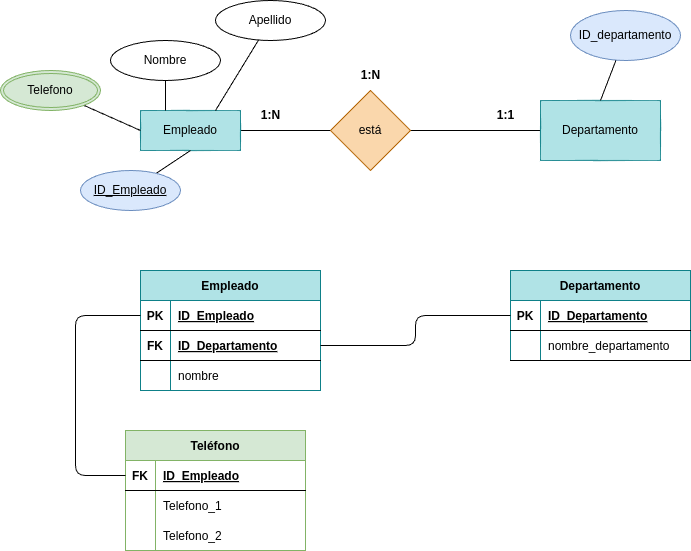 Apellido
ID_departamento
Nombre
1:N
Telefono
1:N
1:1
Empleado
está
Departamento
ID_Empleado
Empleado
PK ID_Empleado
FK ID_Departamento
nombre
Departamento
PK ID_Departamento
nombre_departamento
Teléfono
FK ID_Empleado
Telefono_1
Telefono_2